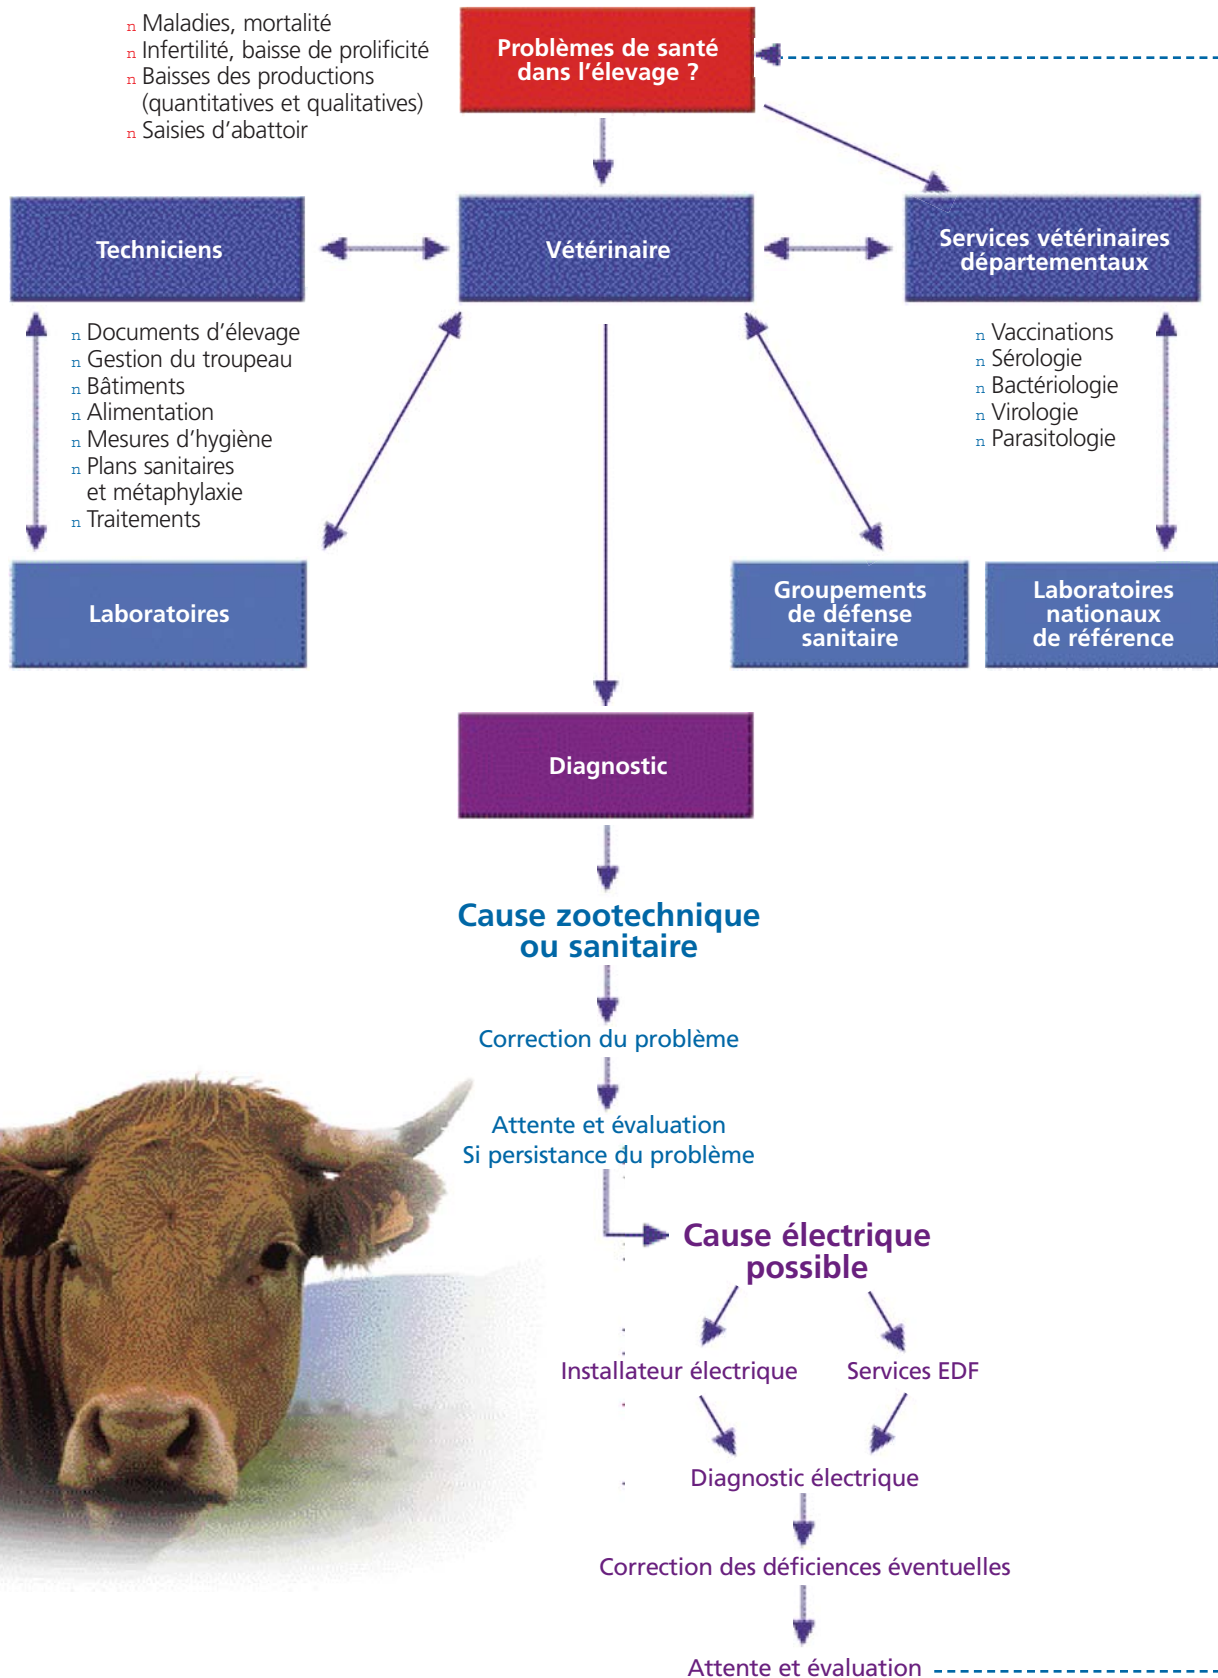 n Maladies, mortalité
n Infertilité, baisse de prolificité
n Baisses des productions
(quantitatives et qualitatives)
n Saisies d'abattoir
Problèmes de santé
dans l'élevage ?
Techniciens
Vétérinaire
Services vétérinaires
départementaux
n Documents d'élevage
n Gestion du troupeau
n Bâtiments
n Alimentation
n Mesures d'hygiène
n Plans sanitaires
et métaphylaxie
n Traitements
n Vaccinations
n Sérologie
n Bactériologie
n Virologie
n Parasitologie
Laboratoires
Groupements
de défense
sanitaire
Laboratoires
nationaux
de référence
Diagnostic
Cause zootechnique
ou sanitaire
Correction du problème
Attente et évaluation
Si persistance du problème
Cause électrique
possible
Installateur électrique
Services EDF
Diagnostic électrique
Correction des déficiences éventuelles
Attente et évaluation